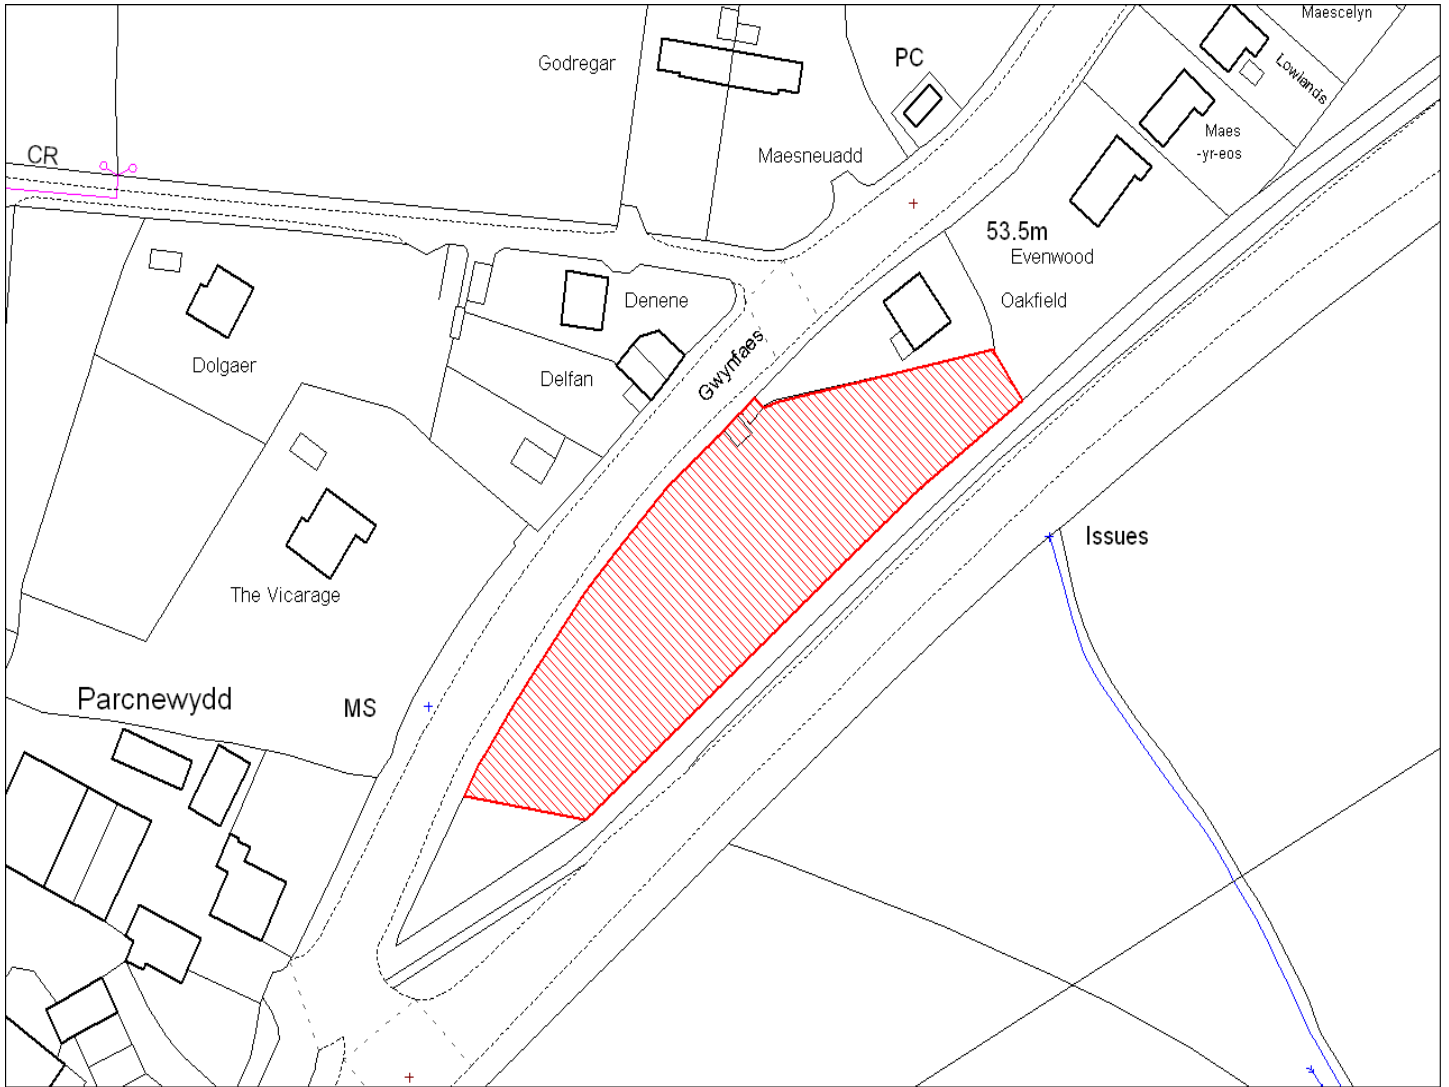 Maescelyn
Godregar
PC
Lowlands
Maes
-yr-eos
CR
Maesneuadd
53.5m
Evenwood
Denene
Oakfield
Dolgaer
Delfan
Gwynfaes
Issues
The Vicarage
Parcnewydd
MS